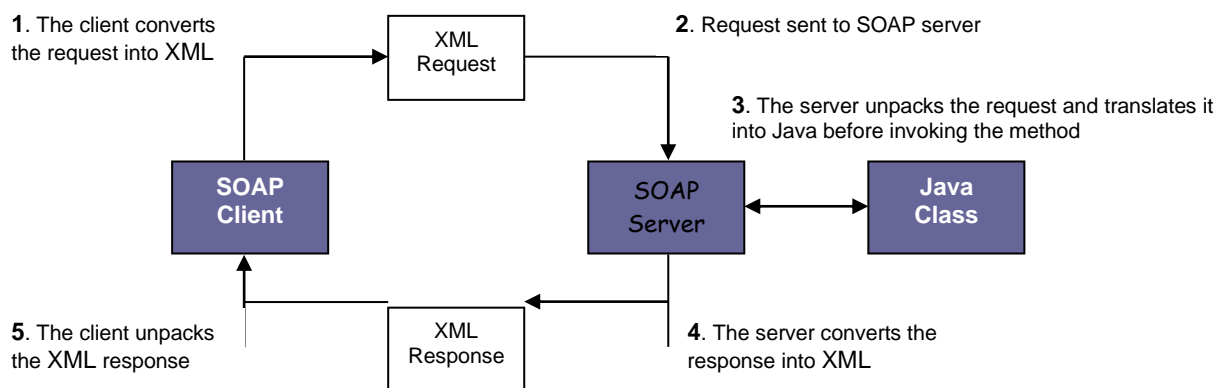 1. The client converts
the request into XML
XML
Request
2. Request sent to SOAP server
3. The server unpacks the request and translates it
into Java before invoking the method
SOAP
Client
SOAP
Server
Java
Class
5. The client unpacks
the XML response
XML
Response
4. The server converts the
response into XML